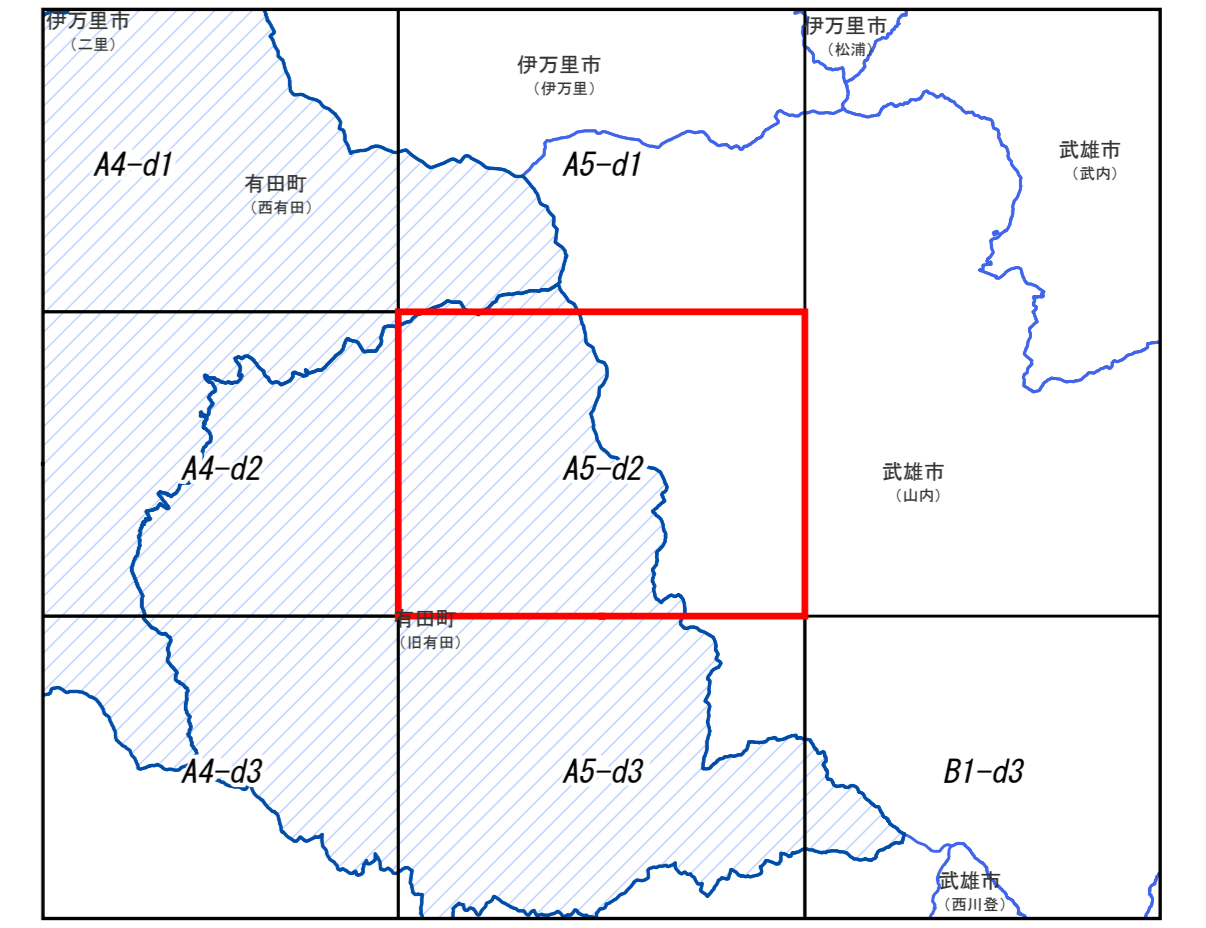 伊万里市
（二里）
伊万里市
（伊万里）
伊万里市
（松浦）
A4-d1
有田町
（西有田）
A5-d1
武雄市
（武内）
A4-d2
A5-d2
武雄市
（山内）
有田町
（旧有田）
A4-d3
A5-d3
B1-d3
武雄市
（西川登）